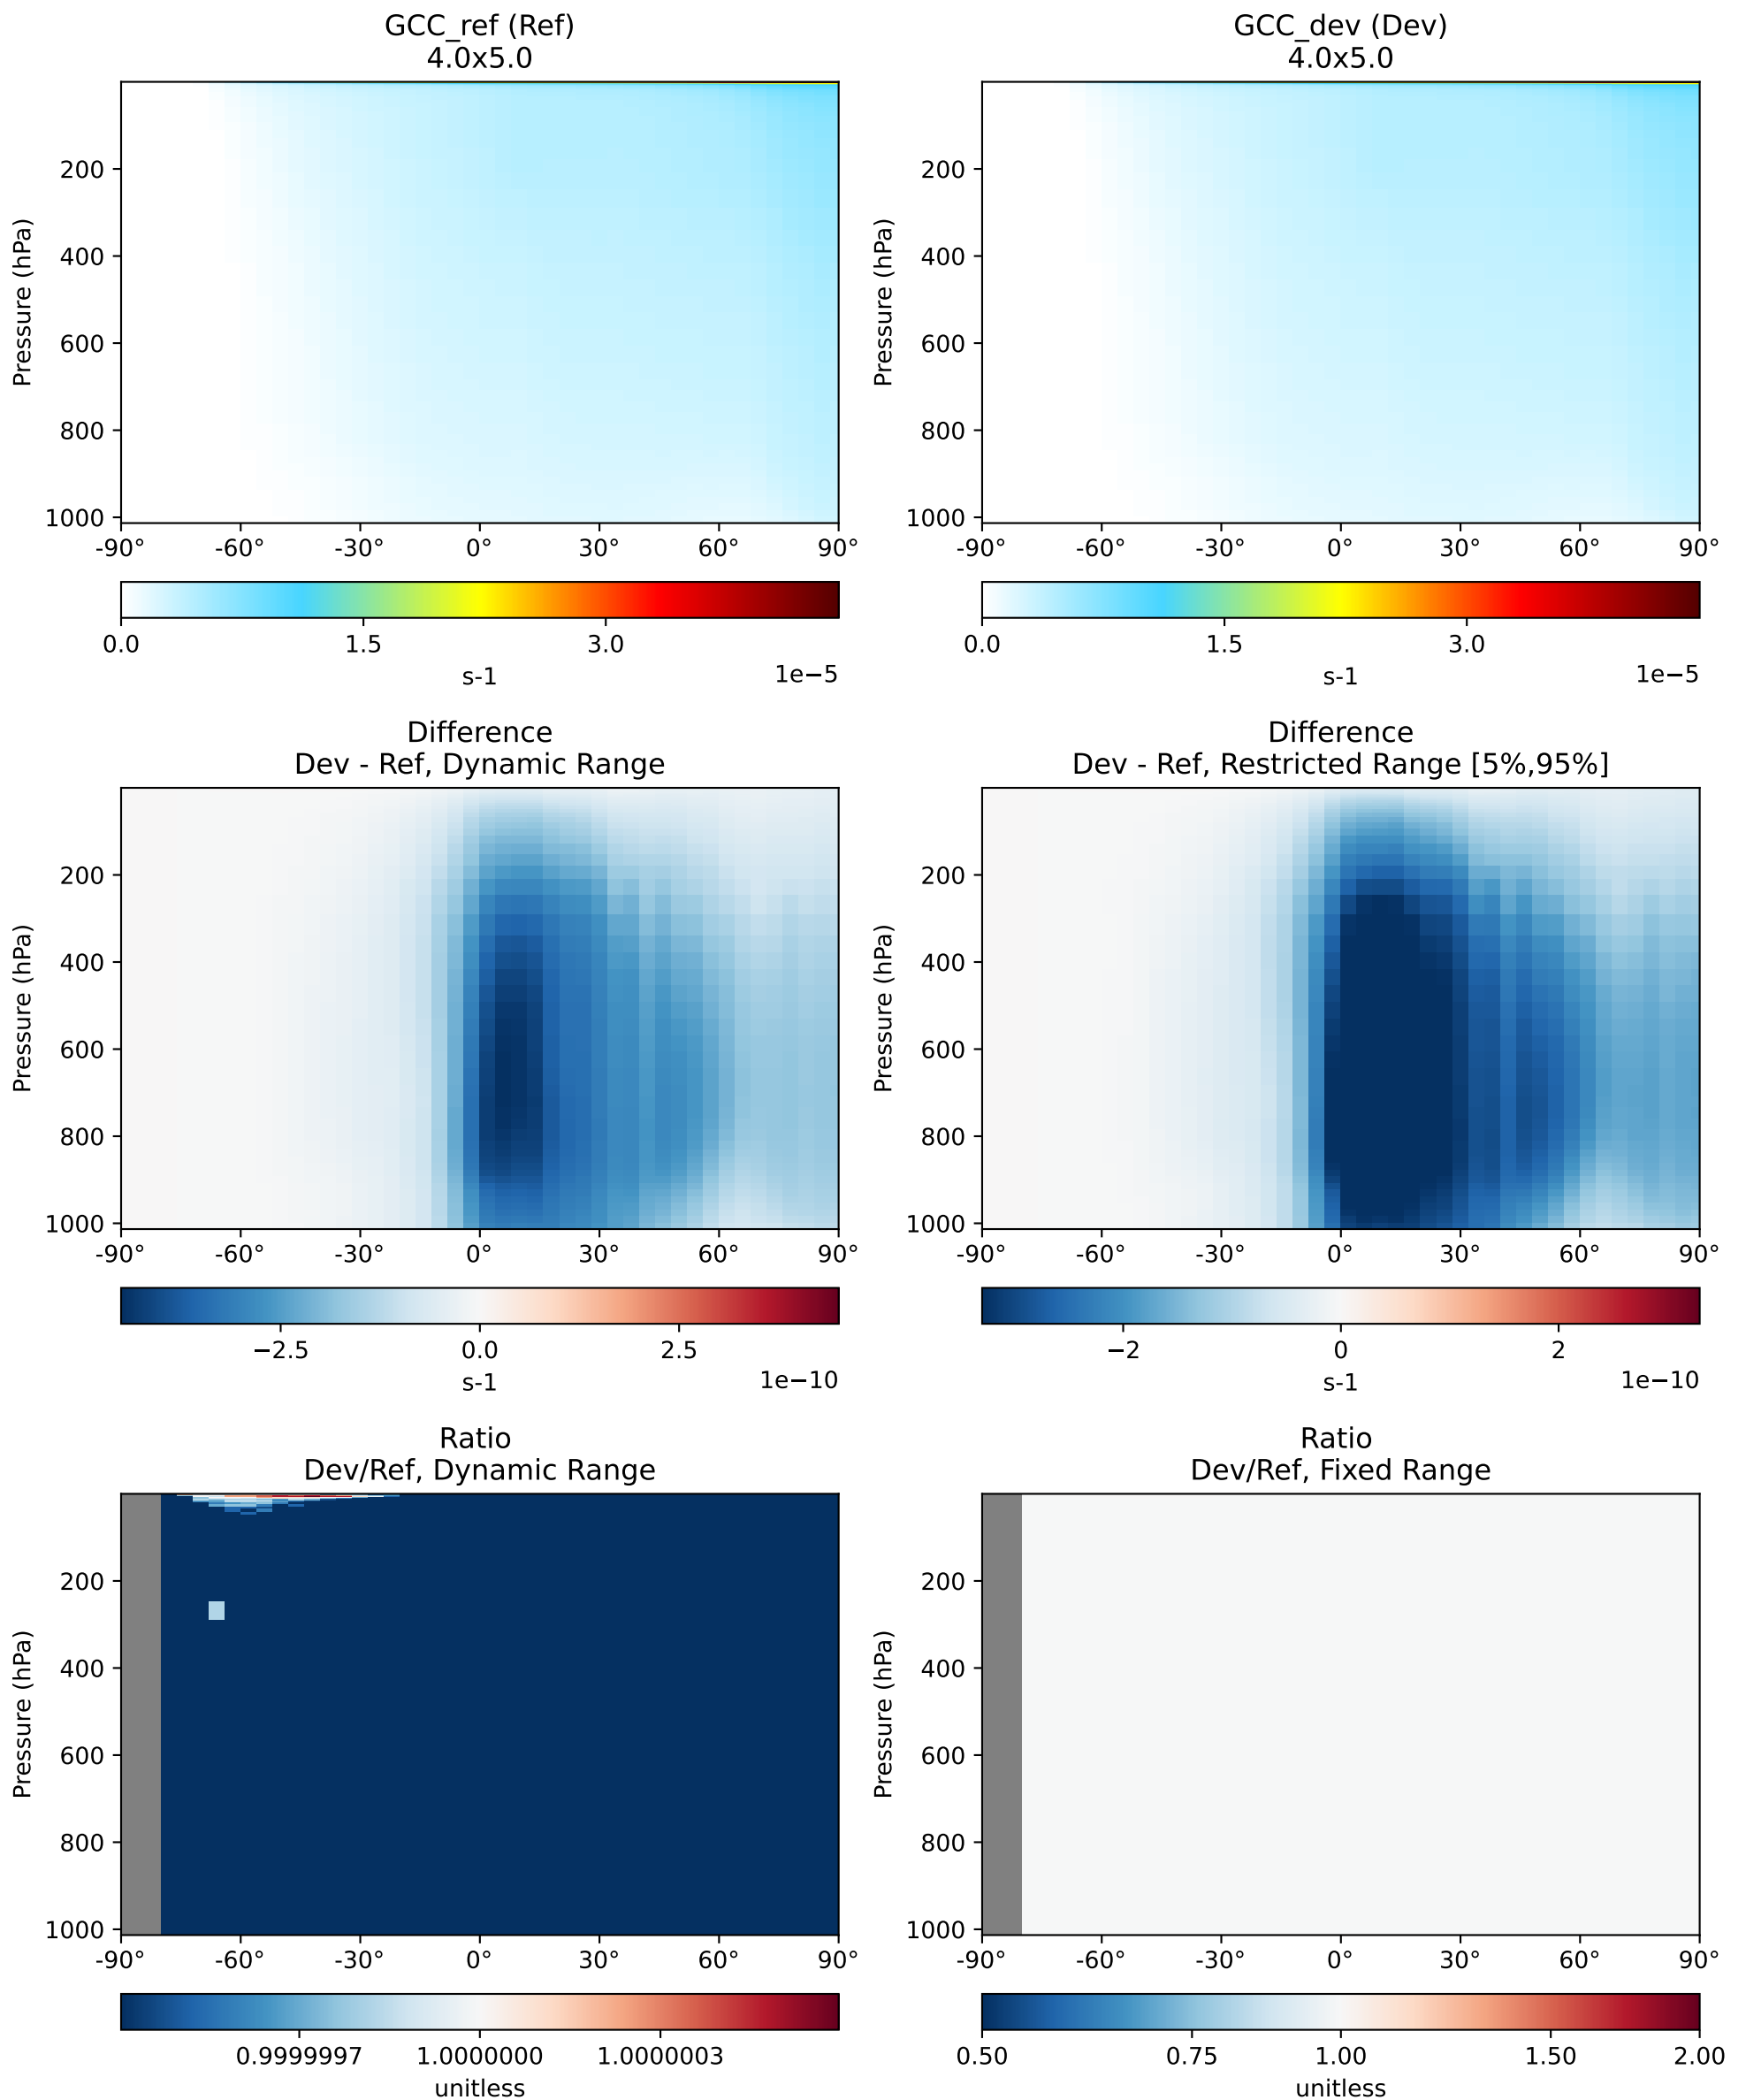 GCC_ref (Ref)
4.0x5.0
Pressure (hPa)
200
400
600
800
1000
-90° -60° -30° 0° 30° 60° 90°
0.0 1.5 3.0
s-1 1e−5
GCC_dev (Dev)
4.0x5.0
Pressure (hPa)
200
400
600
800
1000
-90° -60° -30° 0° 30° 60° 90°
0.0 1.5 3.0
s-1 1e−5
Difference
Dev - Ref, Dynamic Range
Pressure (hPa)
200
400
600
800
1000
-90° -60° -30° 0° 30° 60° 90°
−2.5 0.0 2.5
s-1 1e−10
Difference
Dev - Ref, Restricted Range [5%,95%]
Pressure (hPa)
200
400
600
800
1000
-90° -60° -30° 0° 30° 60° 90°
−2 0 2
s-1 1e−10
Ratio
Dev/Ref, Dynamic Range
Pressure (hPa)
200
400
600
800
1000
-90° -60° -30° 0° 30° 60° 90°
0.9999997 1.0000000 1.0000003
unitless
Ratio
Dev/Ref, Fixed Range
Pressure (hPa)
200
400
600
800
1000
-90° -60° -30° 0° 30° 60° 90°
0.50 0.75 1.00 1.50 2.00
unitless